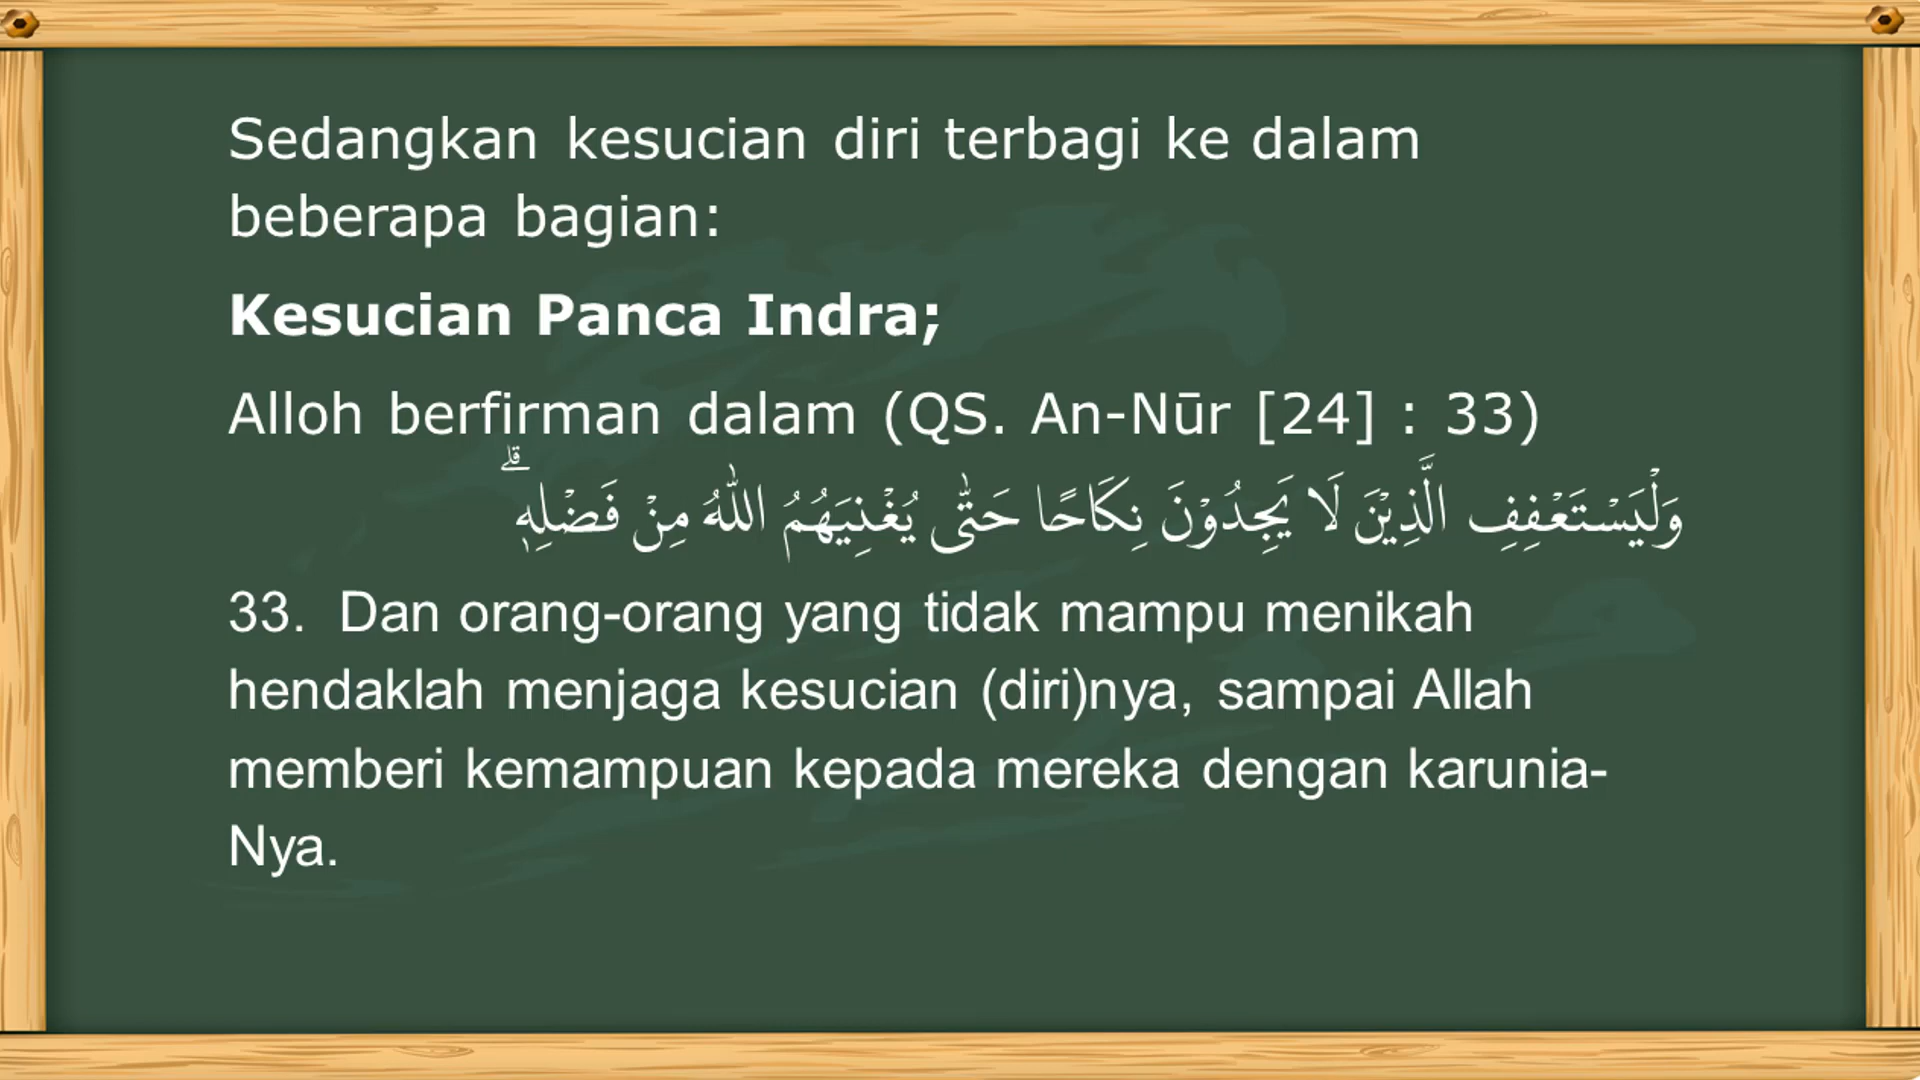 Sedangkan kesucian diri terbagi ke dalam
beberapa bagian:
Kesucian Panca Indra;
Alloh berfirman dalam (QS. An-Nūr [24] : 33)
وَلْيَسْتَعْفِفِ الَّذِيْنَ لَا يَجِدُوْنَ نِكَاحًا حَتّٰى يُغْنِيَهُمُ اللّٰهُ مِنْ فَضْلِهٖ ۗ
33. Dan orang-orang yang tidak mampu menikah
hendaklah menjaga kesucian (diri)nya, sampai Allah
memberi kemampuan kepada mereka dengan karunia-
Nya.